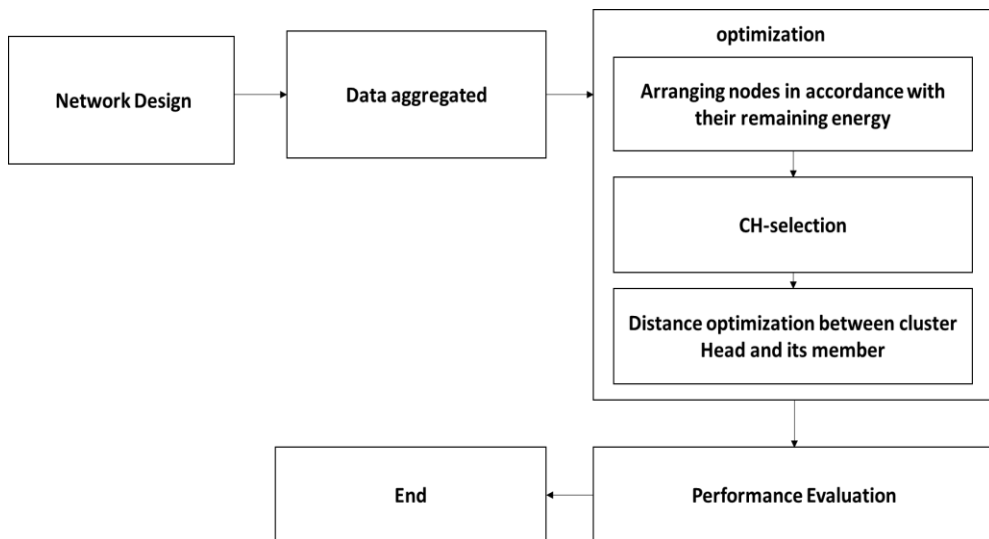 optimization
Network Design
Data aggregated
Arranging nodes in accordance with
their remaining energy
CH-selection
Distance optimization between cluster
Head and its member
End
Performance Evaluation